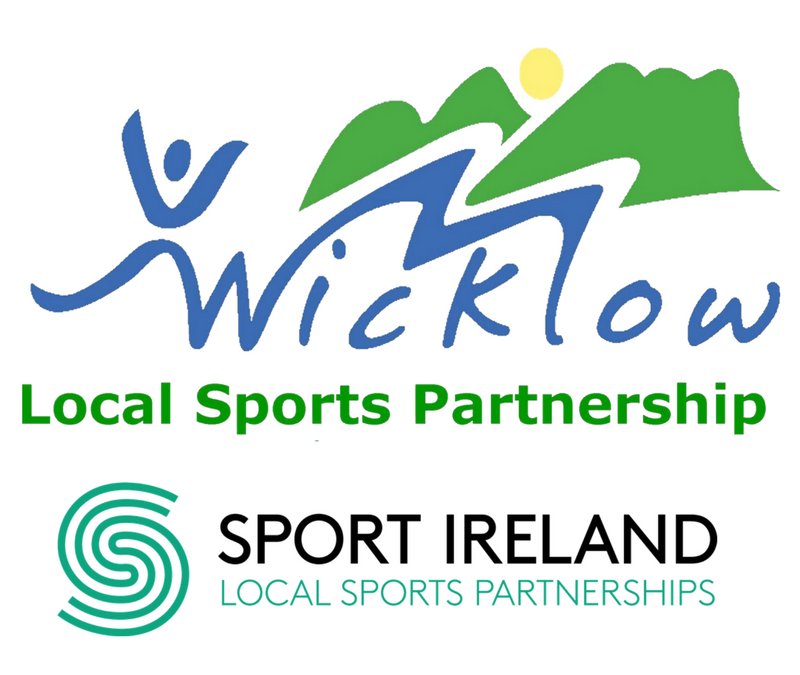 Wicklow
Local Sports Partnership
SPORT IRELAND
LOCAL SPORTS PARTNERSHIPS